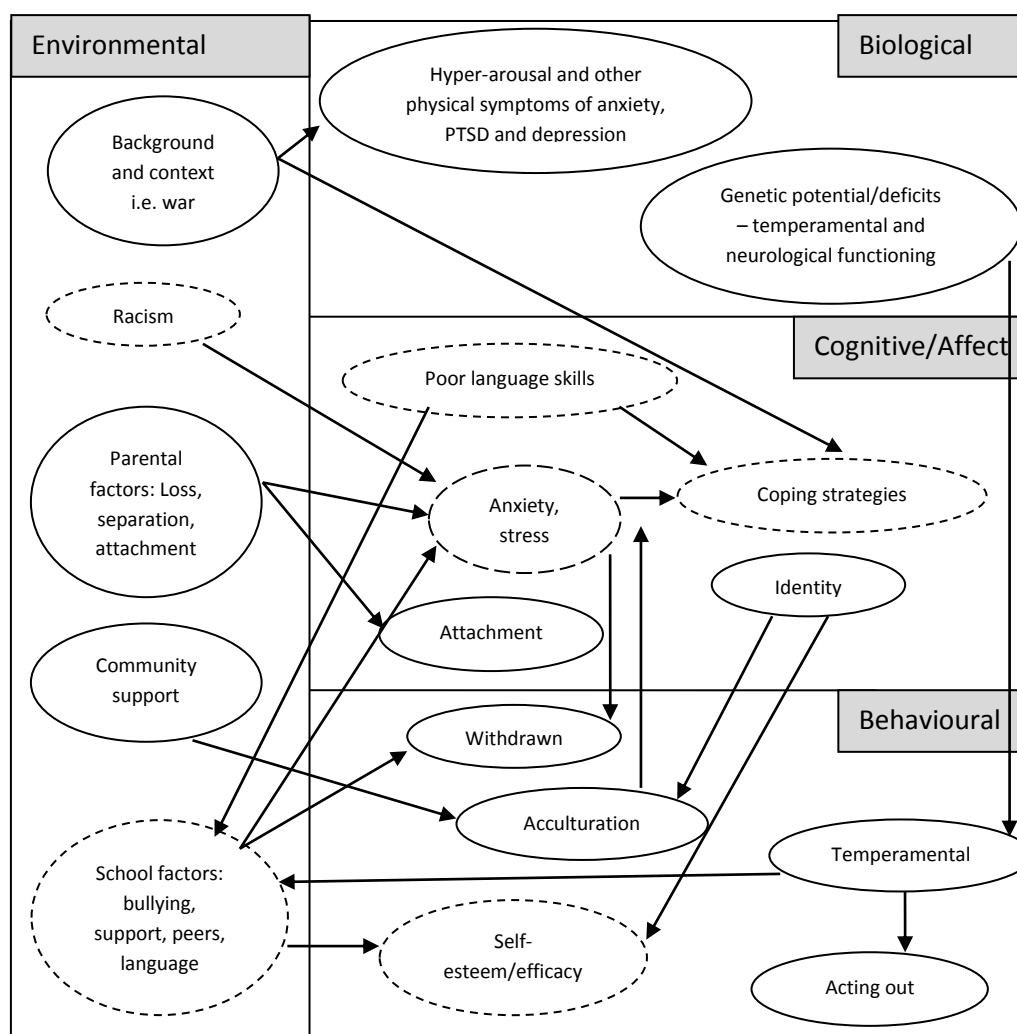 Environmental
Biological
Hyper-arousal and other
physical symptoms of anxiety,
PTSD and depression
Background
and context
i.e. war
Genetic potential/deficits
– temperamental and
neurological functioning
Racism
Cognitive/Affect
Poor language skills
Parental
factors: Loss,
separation,
attachment
Anxiety,
stress
Coping strategies
Identity
Attachment
Community
support
Behavioural
Withdrawn
Acculturation
Temperamental
School factors:
bullying,
support, peers,
language
Self-
esteem/efficacy
Acting out